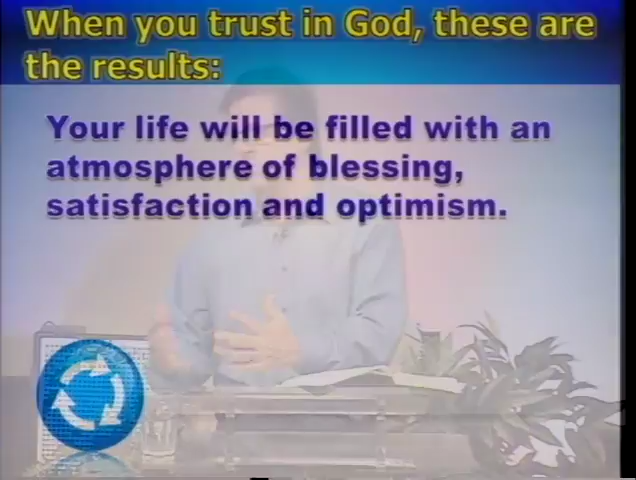 When you trust in God, these are
the results:
Your life will be filled with an
atmosphere of blessing,
satisfaction and optimism.